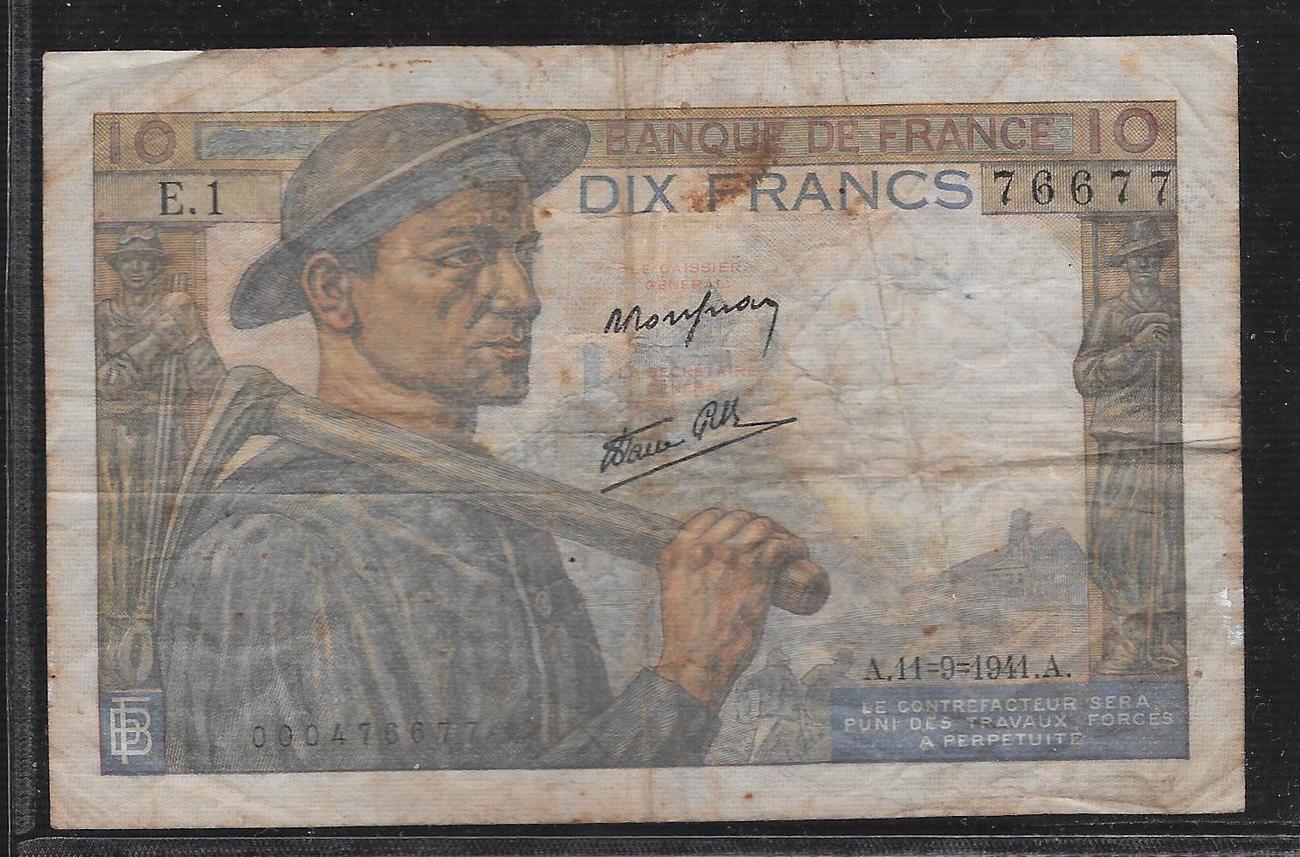 10 BANQUE DE FRANCE 10
E.1 DIX FRANCS 76677
LE CAISSIER
GÉNÉRAL
LE SECRÉTAIRE
GÉNÉRAL
A.11=9=1941.A.
LE CONTREFACTEUR SERA
PUNI DES TRAVAUX FORCÉS
A PERPÉTUITÉ
000476677